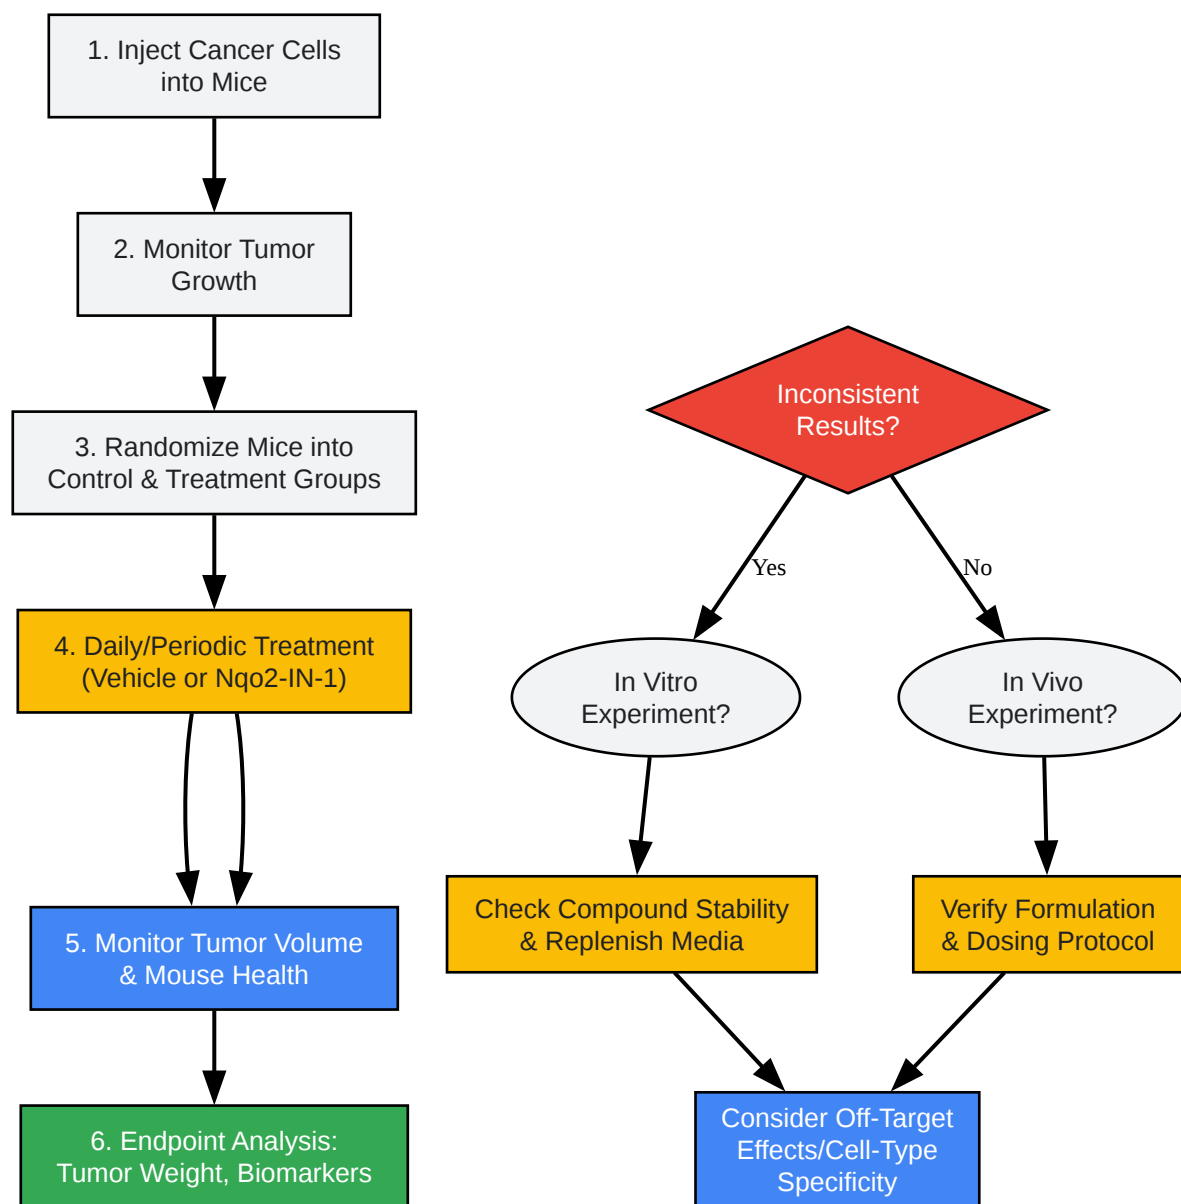 1. Inject Cancer Cells
into Mice
2. Monitor Tumor
Growth
3. Randomize Mice into
Control & Treatment Groups
4. Daily/Periodic Treatment
(Vehicle or Nqo2-IN-1)
5. Monitor Tumor Volume
& Mouse Health
6. Endpoint Analysis:
Tumor Weight, Biomarkers
Inconsistent
Results?
Yes
No
In Vitro
Experiment?
In Vivo
Experiment?
Check Compound Stability
& Replenish Media
Verify Formulation
& Dosing Protocol
Consider Off-Target
Effects/Cell-Type
Specificity